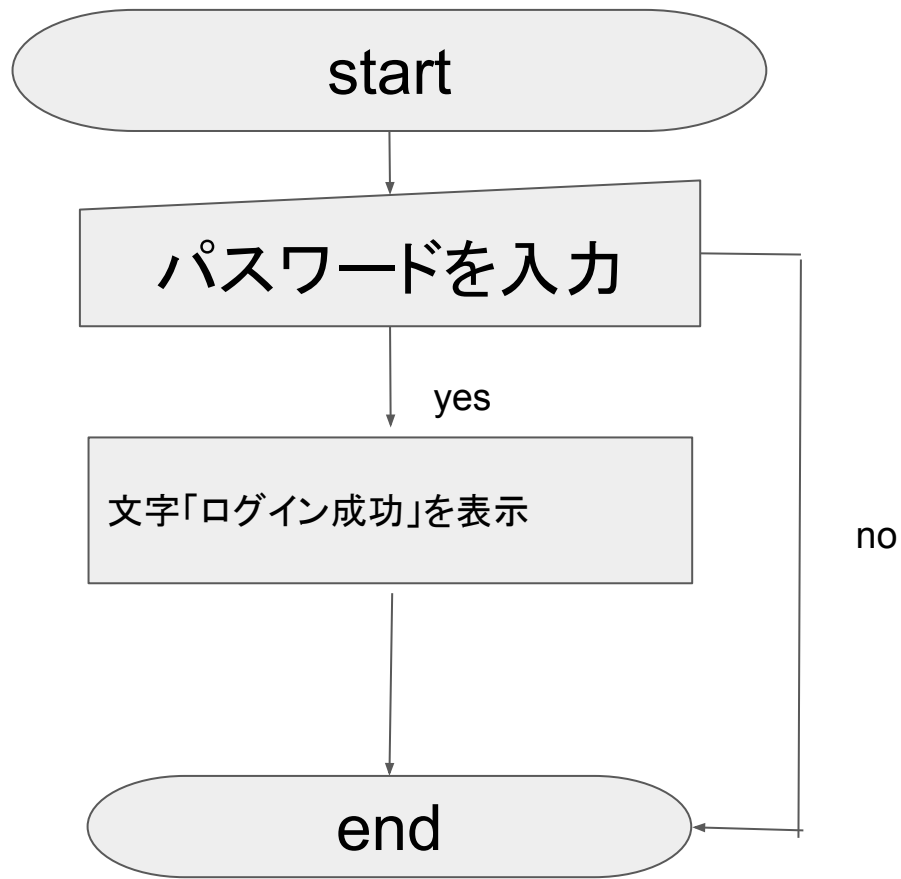 start
パスワードを入力
yes
文字「ログイン成功」を表示
no
end